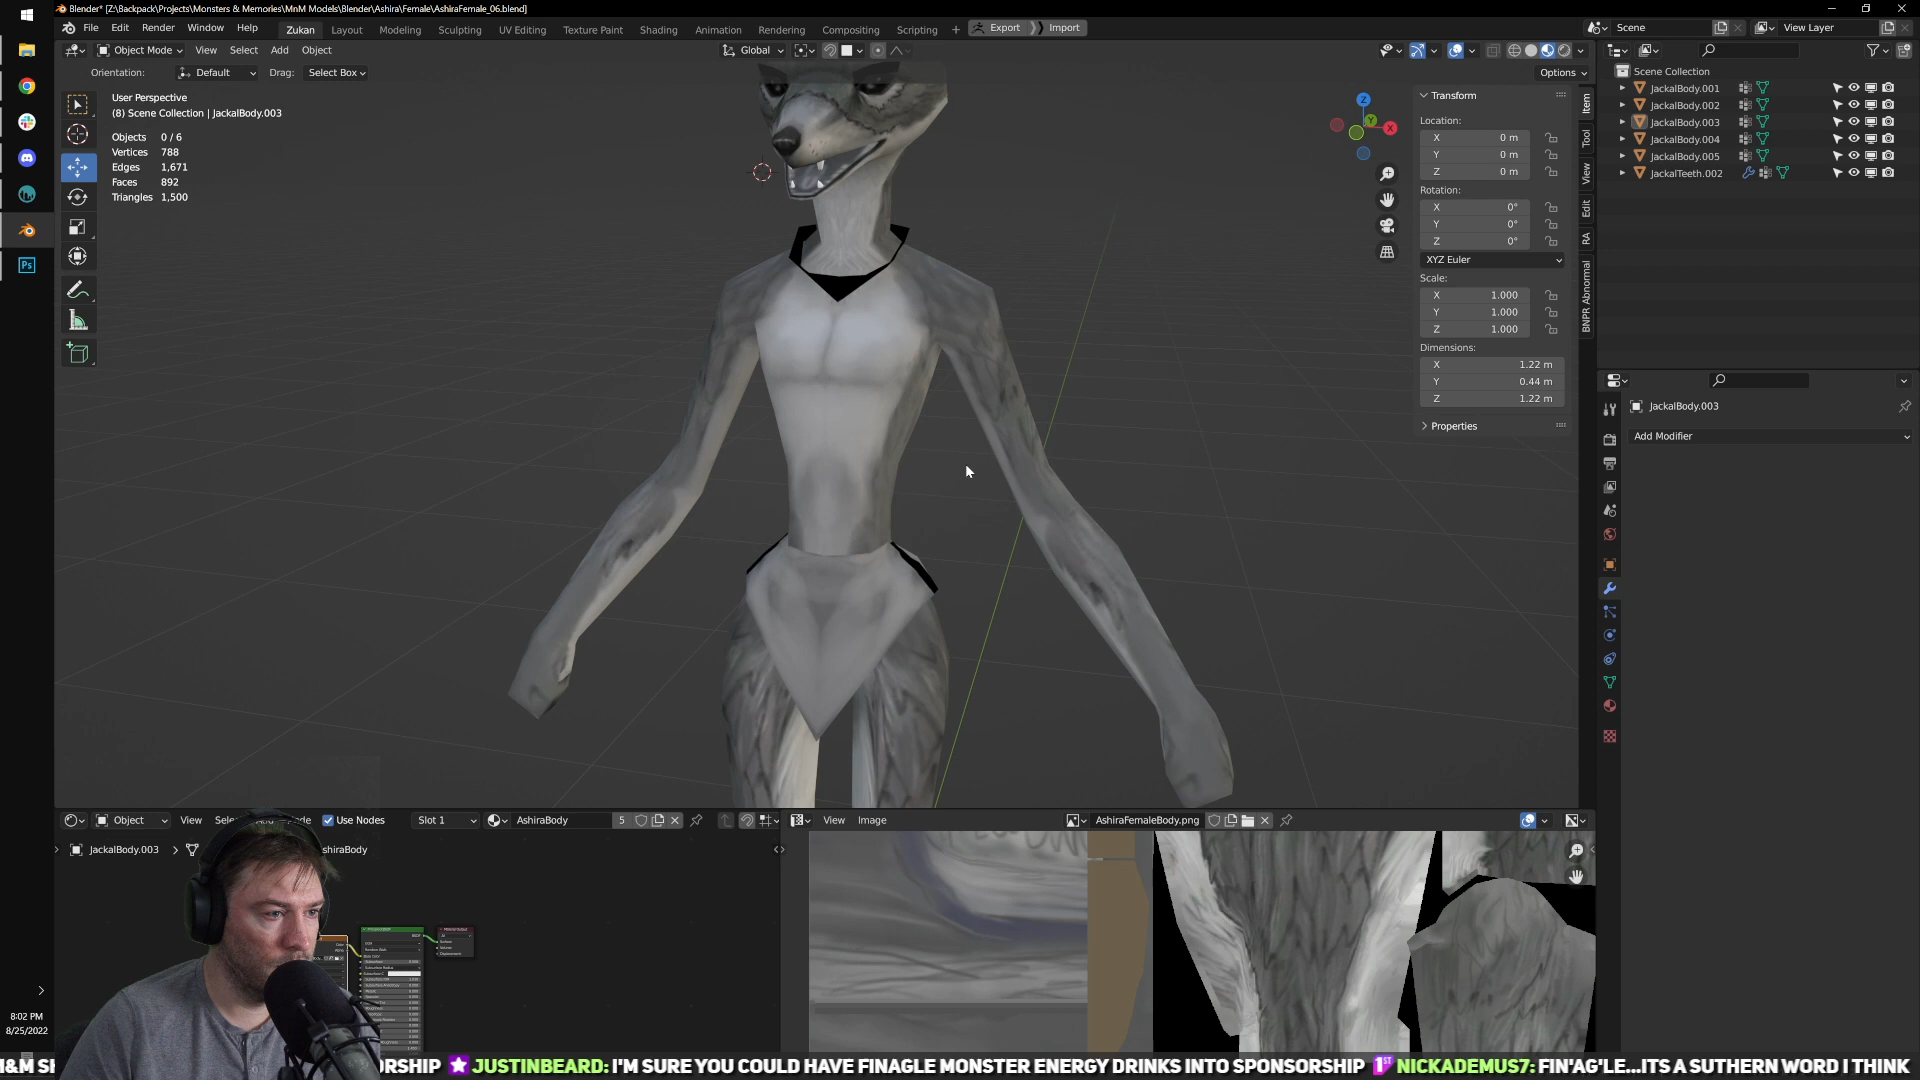 Blender* [Z:\Backpack\Projects\Monsters & Memories\MnM Models\Blender\Ashira\Female\AshiraFemale_06.blend]
File Edit Render Window Help Zukan Layout Modeling Sculpting UV Editing Texture Paint Shading Animation Rendering Compositing Scripting + Export Import Scene View Layer
Object Mode View Select Add Object Global
Orientation: Default Drag: Select Box Options
User Perspective
(8) Scene Collection | JackalBody.003
Objects 0 / 6
Vertices 788
Edges 1,671
Faces 892
Triangles 1,500
Z
Y
X
Transform
Location:
X 0 m
Y 0 m
Z 0 m
Rotation:
X 0°
Y 0°
Z 0°
XYZ Euler
Scale:
X 1.000
Y 1.000
Z 1.000
Dimensions:
X 1.22 m
Y 0.44 m
Z 1.22 m
Properties
Item
Tool
View
Edit
RA
BNPR Abnormal
Scene Collection
JackalBody.001
JackalBody.002
JackalBody.003
JackalBody.004
JackalBody.005
JackalTeeth.002
JackalBody.003
Add Modifier
Ps
Object View Use Nodes Slot 1 AshiraBody 5
JackalBody.003
View Image AshiraFemaleBody.png
8:02 PM
8/25/2022
JUSTINBEARD: I'M SURE YOU COULD HAVE FINAGLE MONSTER ENERGY DRINKS INTO SPONSORSHIP 1ST NICKADEMUS7: FIN'AG'LE...ITS A SUTHERN WORD I THINK